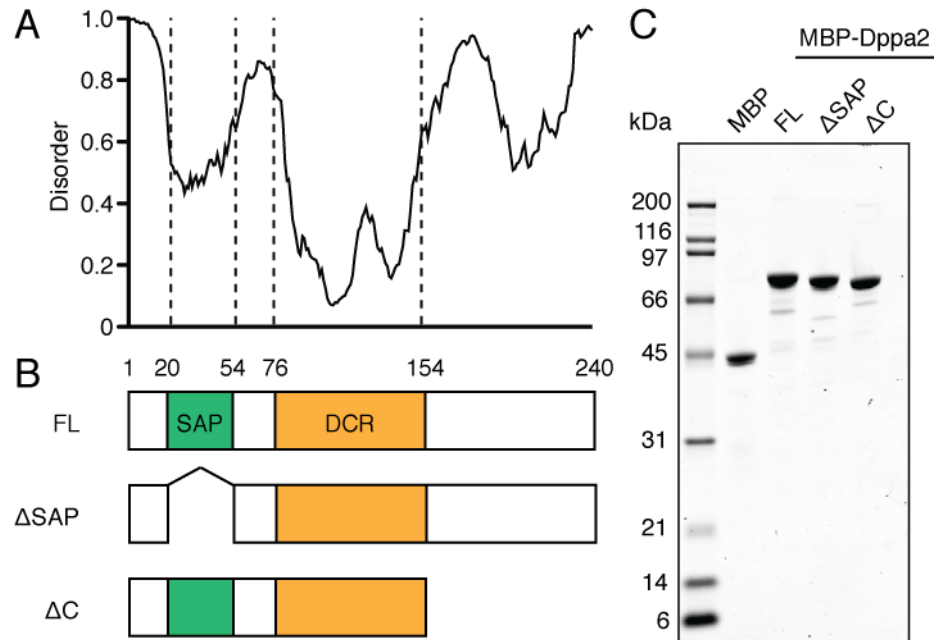 A
1.0
0.8
0.6
0.4
0.2
0
Disorder
B
1 20 54 76 154 240
FL SAP DCR
ΔSAP
ΔC
C
MBP-Dppa2
kDa MBP FL ΔSAP ΔC
200
116
97
66
45
31
21
14
6